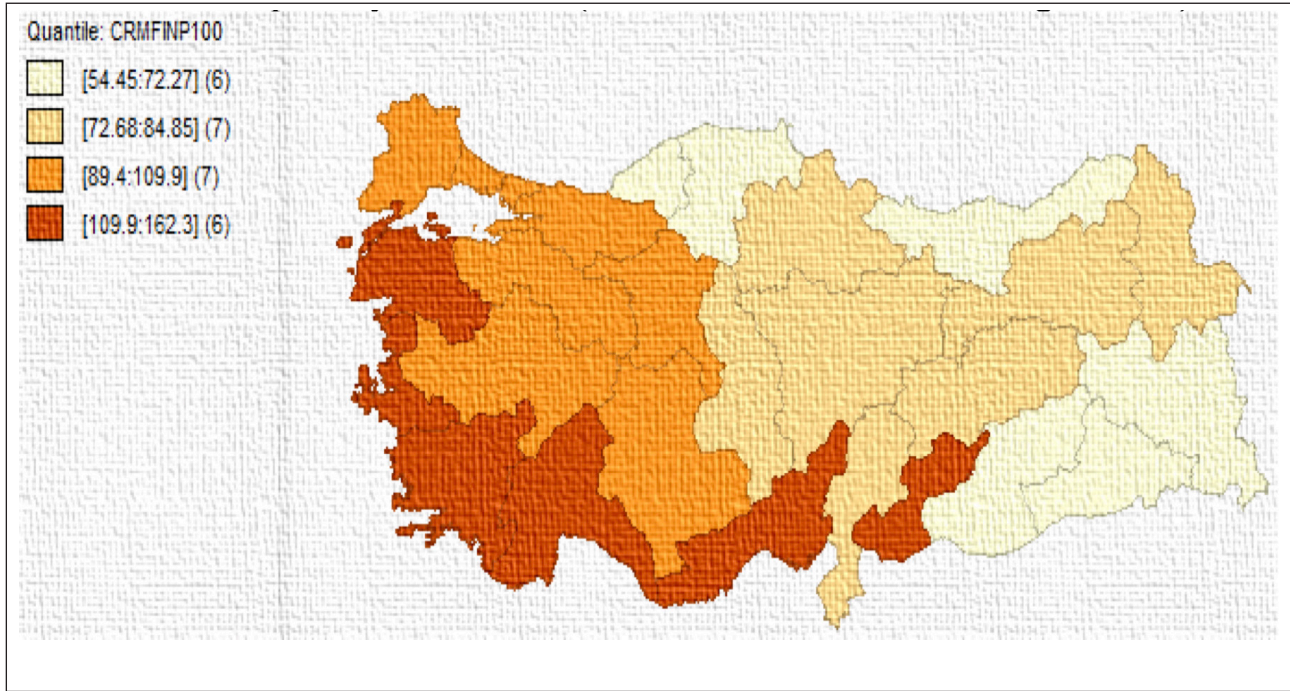 Quantile: CRMFINP100
[54.45:72.27] (6)
[72.68:84.85] (7)
[89.4:109.9] (7)
[109.9:162.3] (6)